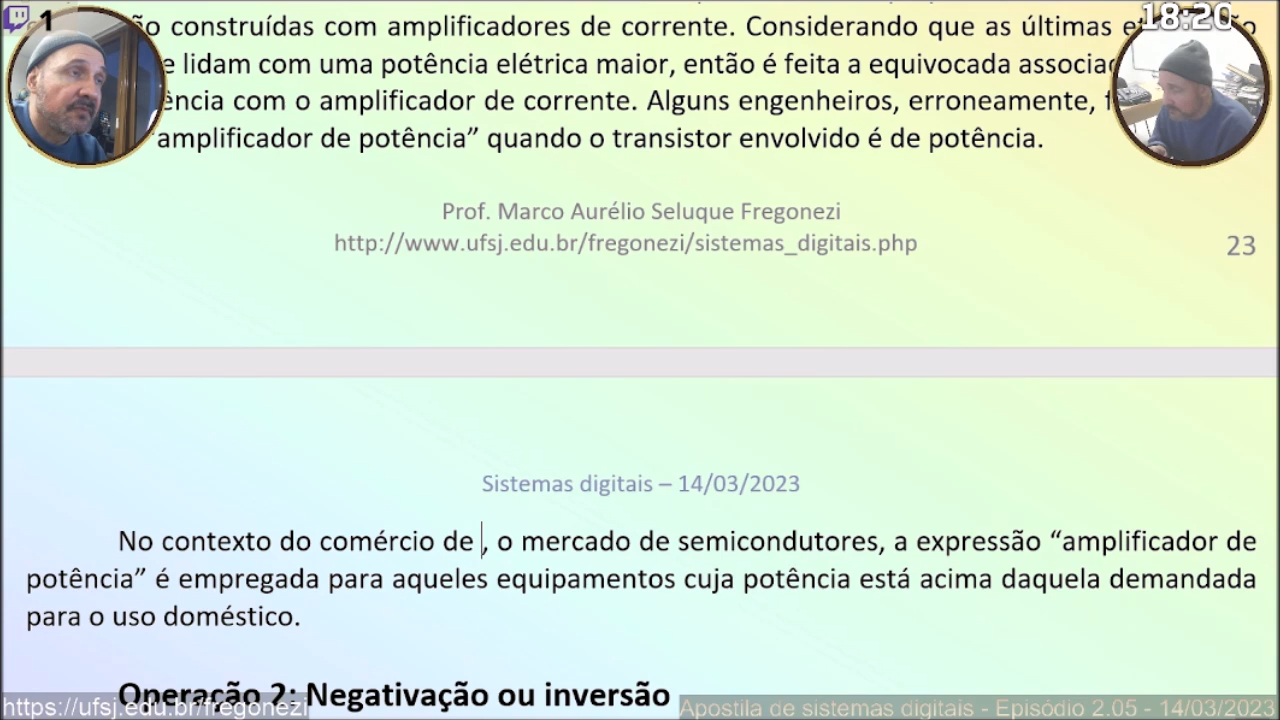 1
18:20
construídas com amplificadores de corrente. Considerando que as últimas
e lidam com uma potência elétrica maior, então é feita a equivocada
com o amplificador de corrente. Alguns engenheiros, erroneamente,
amplificador de potência” quando o transistor envolvido é de potência.
Prof. Marco Aurélio Seluque Fregonezi
http://www.ufsj.edu.br/fregonezi/sistemas_digitais.php
23
Sistemas digitais – 14/03/2023
No contexto do comércio de , o mercado de semicondutores, a expressão “amplificador de
potência” é empregada para aqueles equipamentos cuja potência está acima daquela demandada
para o uso doméstico.
Operação 2: Negativação ou inversão
https://ufsj.edu.br/fregonezi
Apostila de sistemas digitais - Episódio 2.05 - 14/03/2023